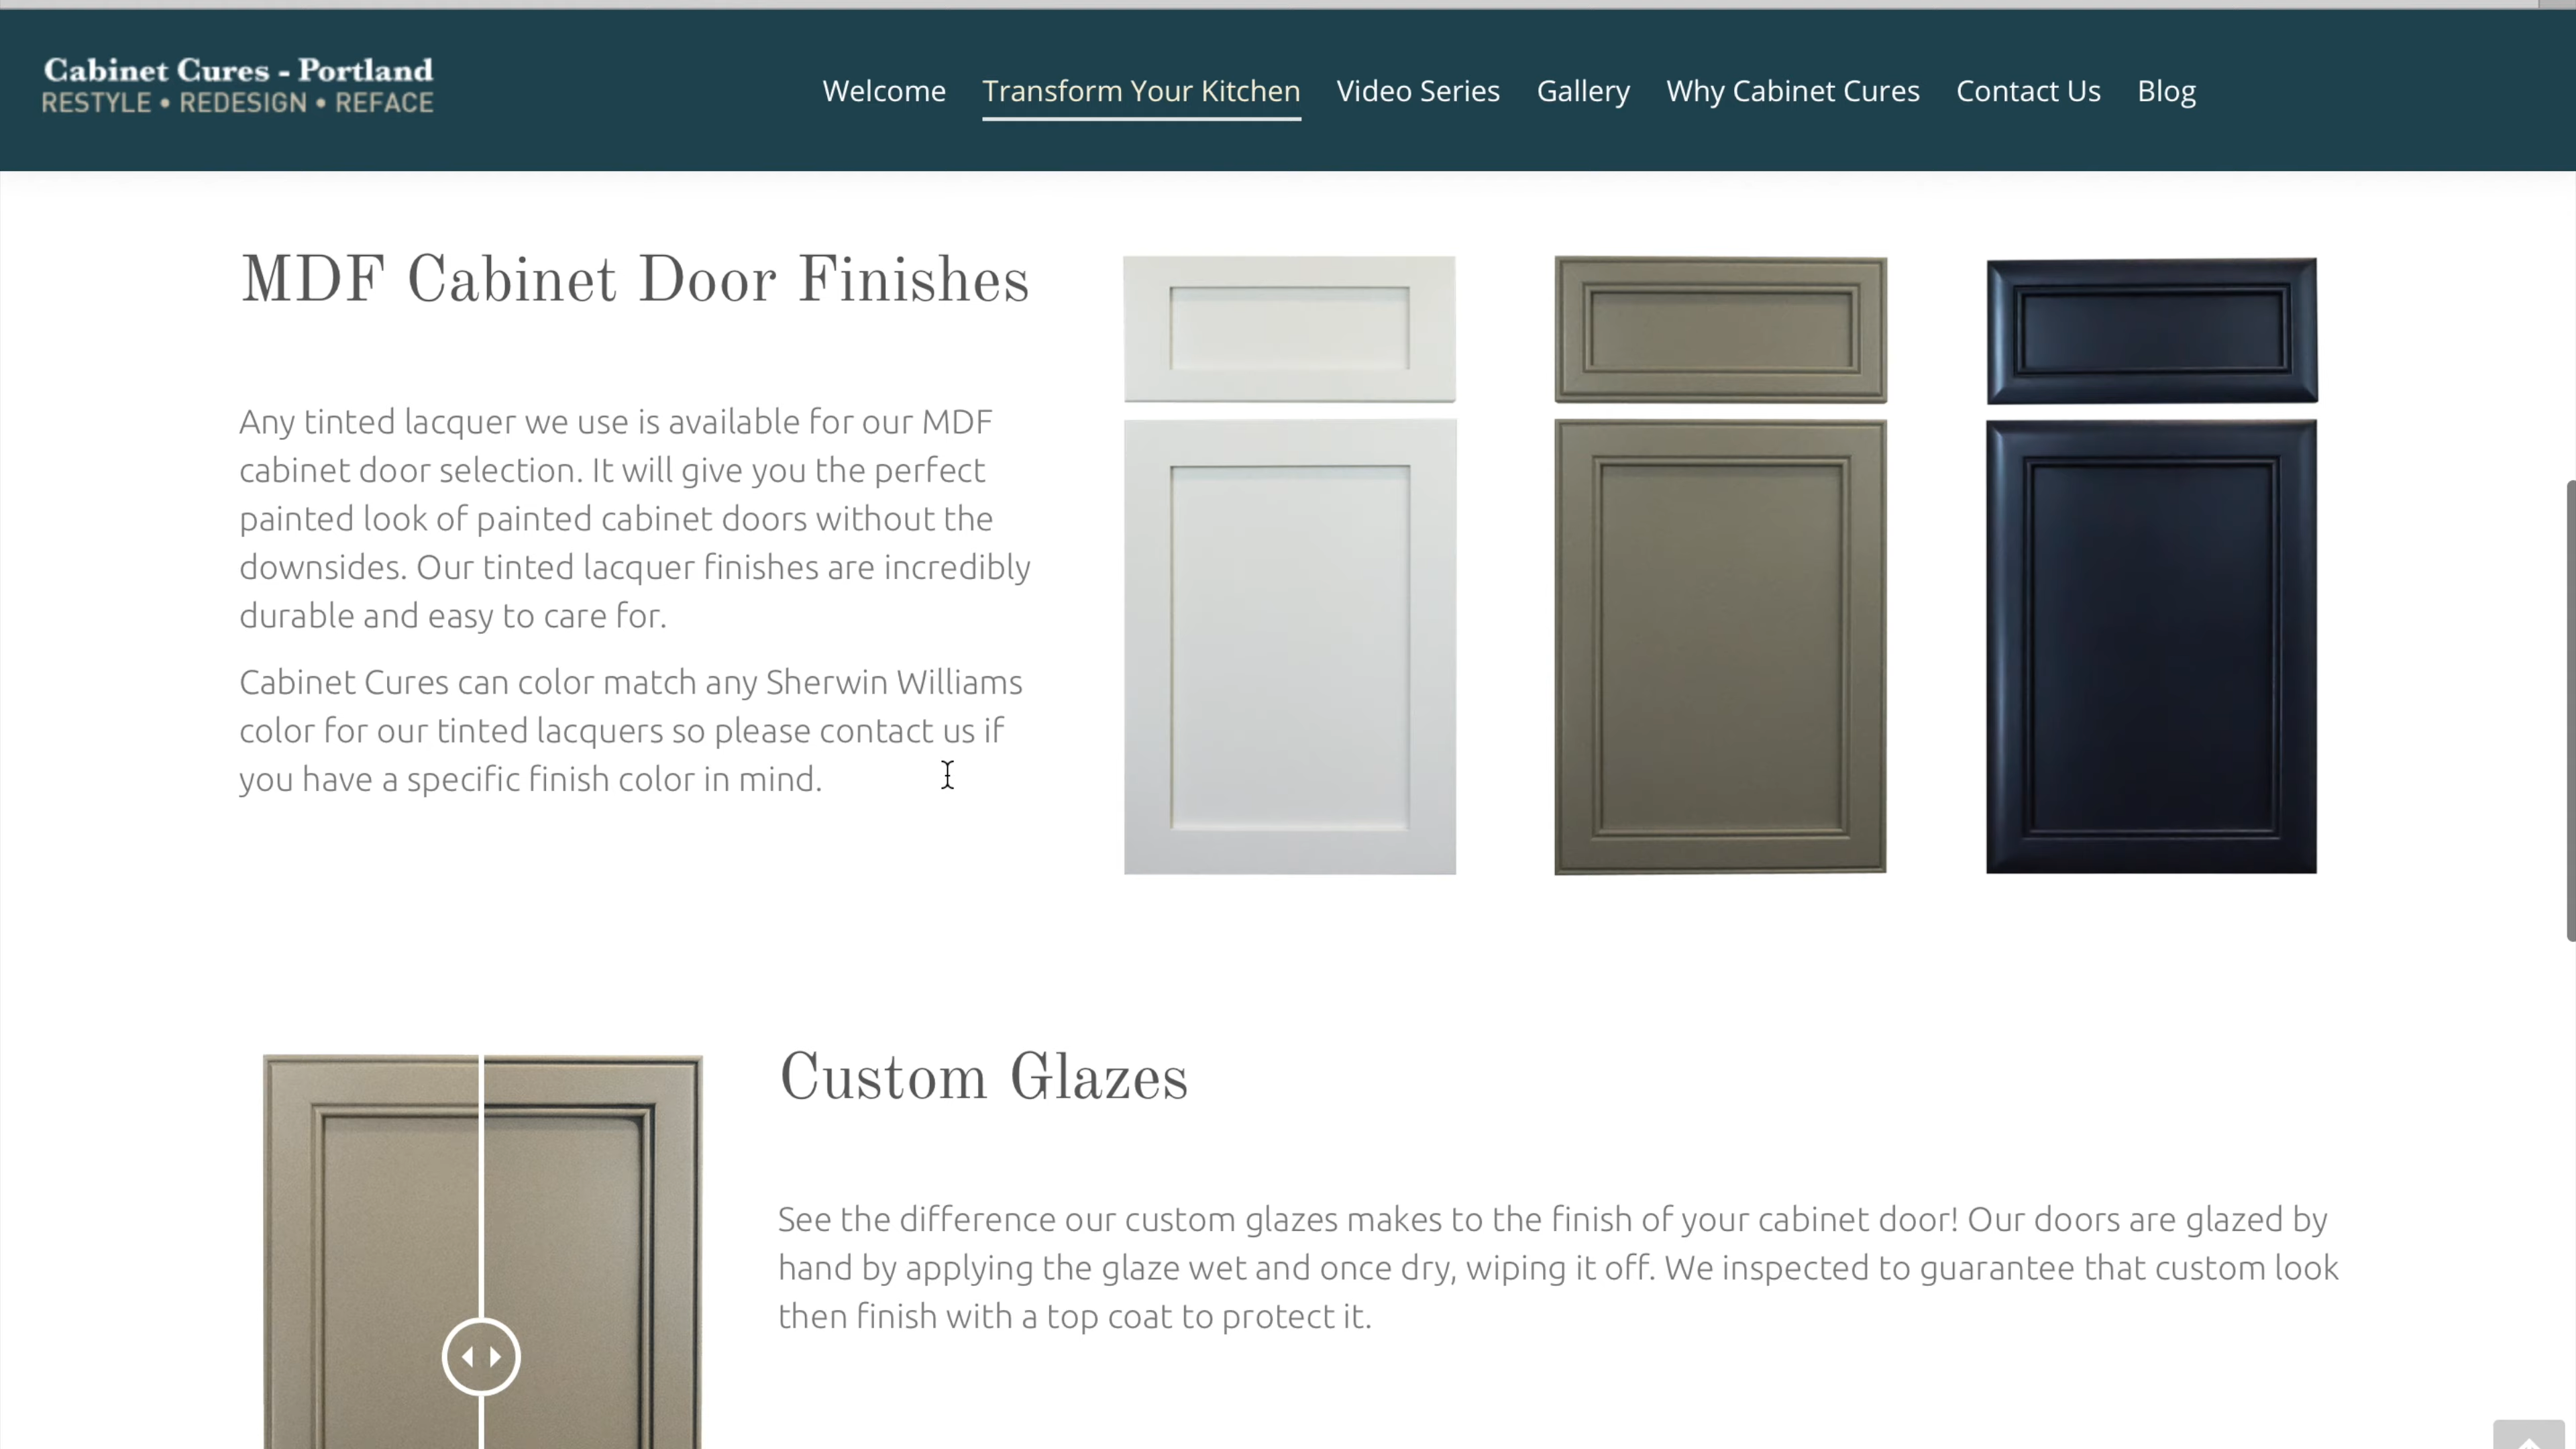 Cabinet Cures - Portland
RESTYLE • REDESIGN • REFACE
Welcome Transform Your Kitchen Video Series Gallery Why Cabinet Cures Contact Us Blog
MDF Cabinet Door Finishes
Any tinted lacquer we use is available for our MDF
cabinet door selection. It will give you the perfect
painted look of painted cabinet doors without the
downsides. Our tinted lacquer finishes are incredibly
durable and easy to care for.
Cabinet Cures can color match any Sherwin Williams
color for our tinted lacquers so please contact us if
you have a specific finish color in mind.
Custom Glazes
See the difference our custom glazes makes to the finish of your cabinet door! Our doors are glazed by
hand by applying the glaze wet and once dry, wiping it off. We inspected to guarantee that custom look
then finish with a top coat to protect it.